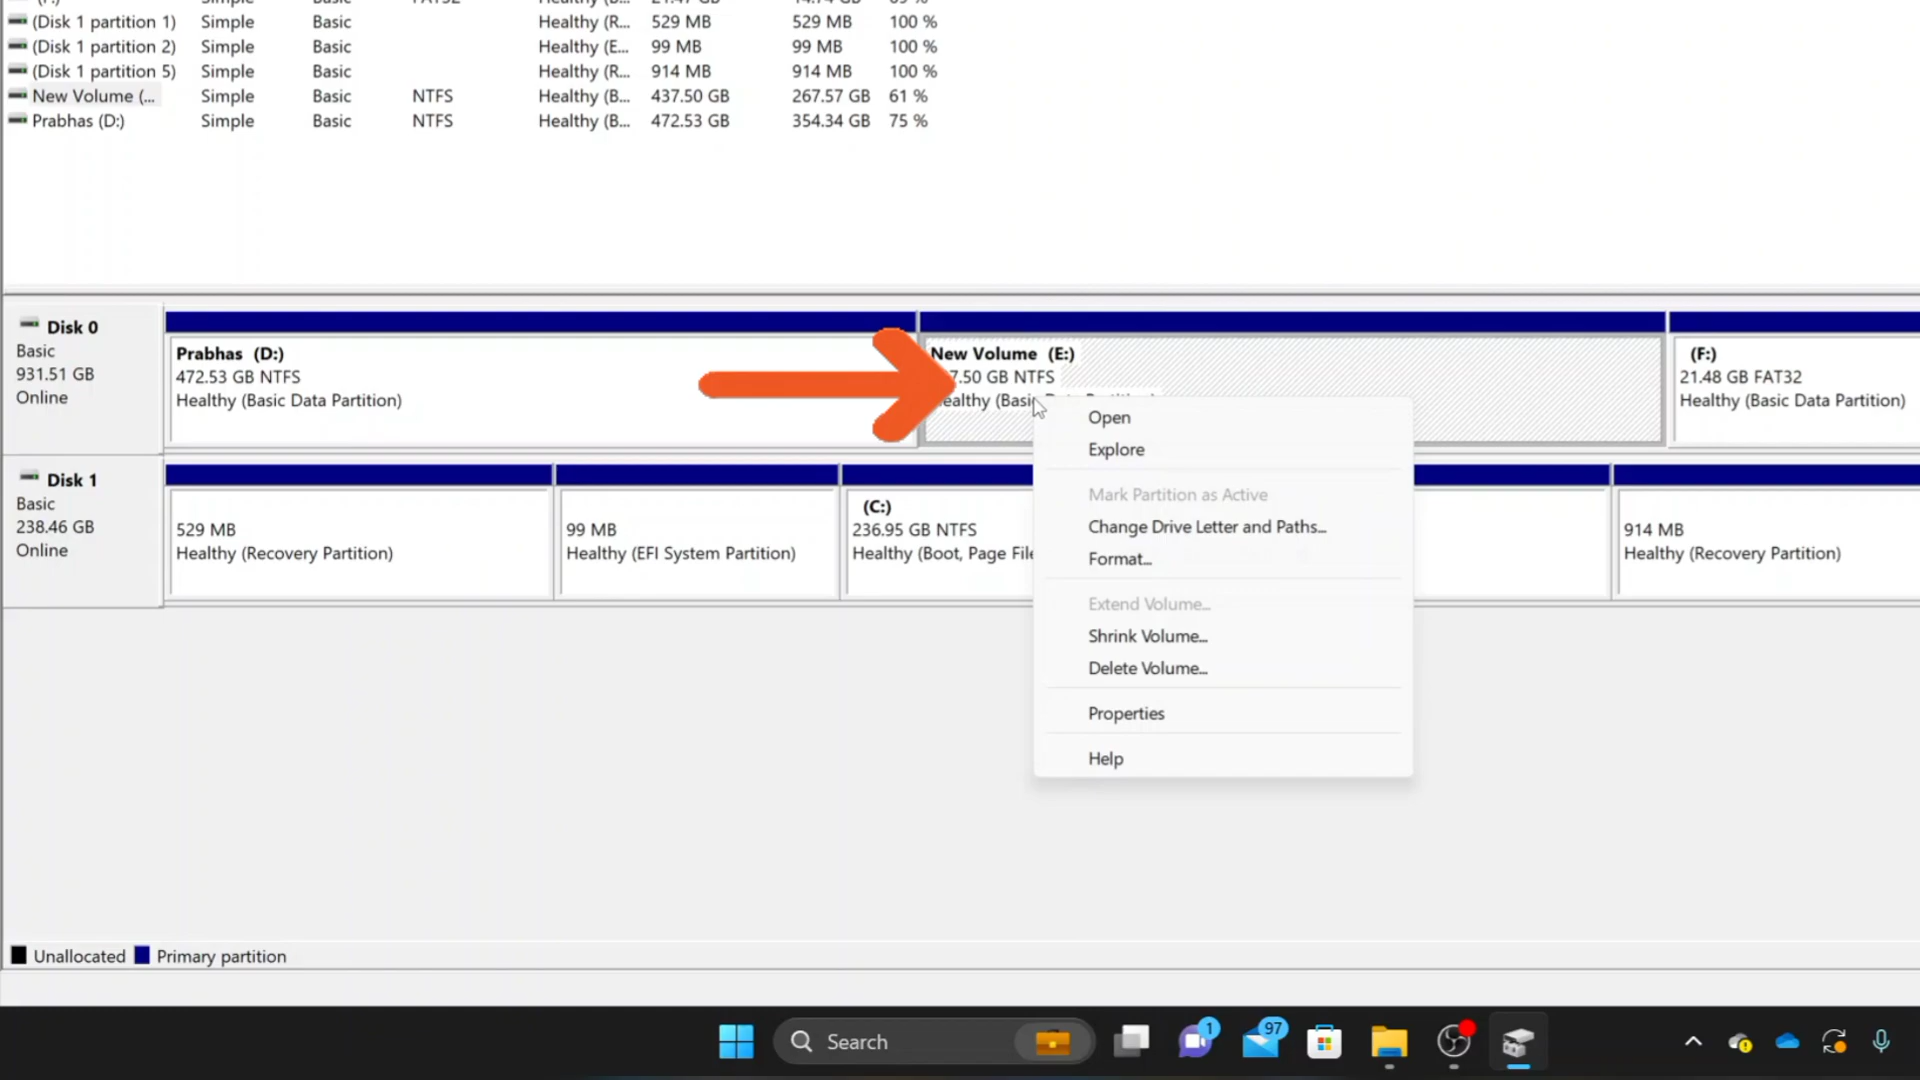 (Disk 1 partition 1) Simple Basic Healthy (R... 529 MB 529 MB 100 %
(Disk 1 partition 2) Simple Basic Healthy (E... 99 MB 99 MB 100 %
(Disk 1 partition 5) Simple Basic Healthy (R... 914 MB 914 MB 100 %
New Volume (... Simple Basic NTFS Healthy (B... 437.50 GB 267.57 GB 61 %
Prabhas (D:) Simple Basic NTFS Healthy (B... 472.53 GB 354.34 GB 75 %
Disk 0
Basic
931.51 GB
Online
Prabhas (D:)
472.53 GB NTFS
Healthy (Basic Data Partition)
New Volume (E:)
7.50 GB NTFS
(F:)
21.48 GB FAT32
Healthy (Basic Data Partition)
Open
Explore
Mark Partition as Active
Change Drive Letter and Paths...
Format...
Extend Volume...
Shrink Volume...
Delete Volume...
Properties
Help
Disk 1
Basic
238.46 GB
Online
529 MB
Healthy (Recovery Partition)
99 MB
Healthy (EFI System Partition)
(C:)
236.95 GB NTFS
Healthy (Boot, Page File
914 MB
Healthy (Recovery Partition)
Unallocated Primary partition
Search
1
97